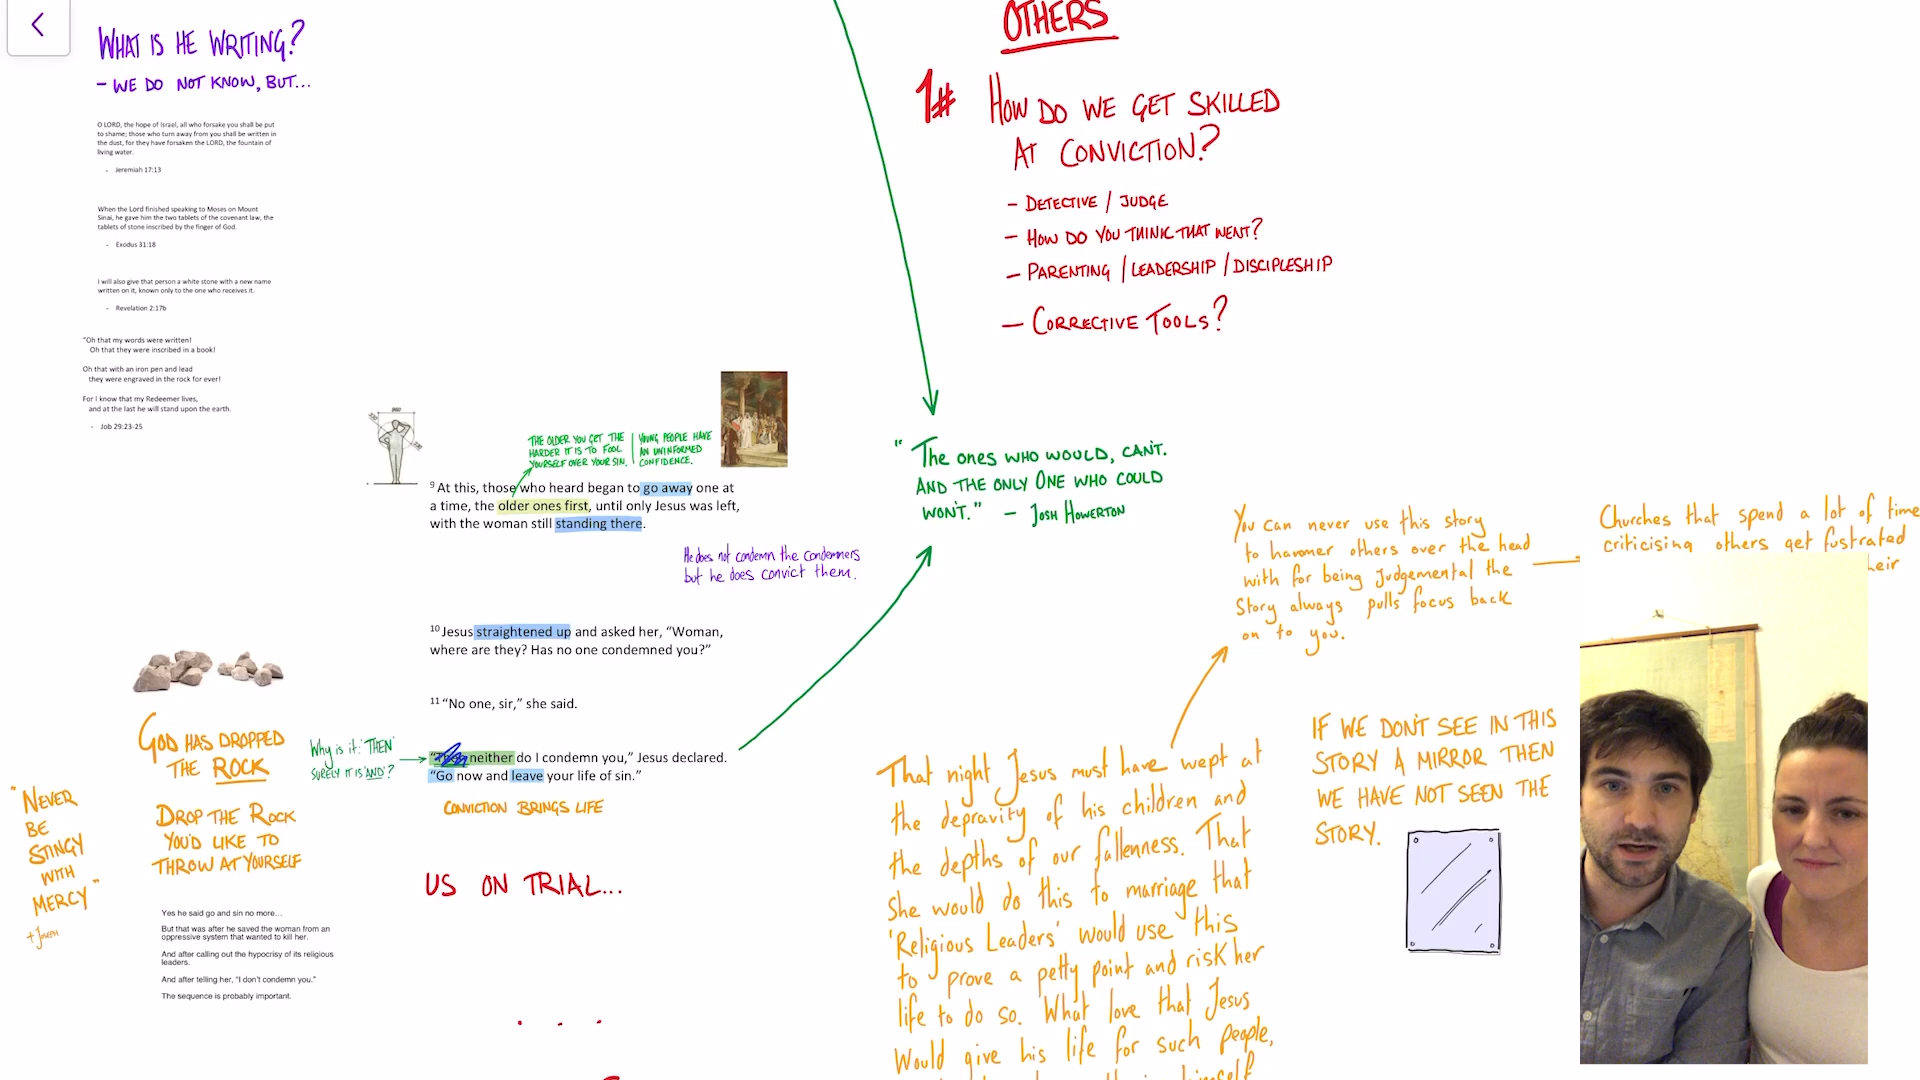 WHAT IS HE WRITING?
- WE DO NOT KNOW, BUT...
O LORD, the hope of Israel, all who forsake you shall be put
to shame; those who turn away from you shall be written in
the dust, for they have forsaken the LORD, the fountain of
living water.
- Jeremiah 17:13
When the Lord finished speaking to Moses on Mount
Sinai, he gave him the two tablets of the covenant law, the
tablets of stone inscribed by the finger of God.
- Exodus 31:18
I will also give that person a white stone with a new name
written on it, known only to the one who receives it.
- Revelation 2:17b
"Oh that my words were written!
Oh that they were inscribed in a book!
Oh that with an iron pen and lead
they were engraved in the rock for ever!
For I know that my Redeemer lives,
and at the last he will stand upon the earth.
- Job 29:23-25
THE OLDER YOU GET THE
HARDER IT IS TO FOOL
YOURSELF OVER YOUR SIN.
YOUNG PEOPLE HAVE
AN UNINFORMED
CONFIDENCE.
9 At this, those who heard began to go away one at
a time, the older ones first, until only Jesus was left,
with the woman still standing there.
He does not condemn the condemners
but he does convict them.
10 Jesus straightened up and asked her, “Woman,
where are they? Has no one condemned you?”
11 “No one, sir,” she said.
neither do I condemn you,” Jesus declared.
“Go now and leave your life of sin.”
Why is it: 'THEN'
SURELY IT IS 'AND'?
CONVICTION BRINGS LIFE
GOD HAS DROPPED
THE ROCK
DROP THE ROCK
YOU'D LIKE TO
THROW AT YOURSELF
"NEVER
BE
STINGY
WITH
MERCY"
+ JOSEPH
Yes he said go and sin no more...
But that was after he saved the woman from an
oppressive system that wanted to kill her.
And after calling out the hypocrisy of its religious
leaders.
And after telling her, "I don't condemn you."
The sequence is probably important.
US ON TRIAL...
. . .
OTHERS
1# HOW DO WE GET SKILLED
AT CONVICTION?
- DETECTIVE / JUDGE
- HOW DO YOU THINK THAT WENT?
- PARENTING / LEADERSHIP / DISCIPLESHIP
- CORRECTIVE TOOLS?
"THE ONES WHO WOULD, CAN'T.
AND THE ONLY ONE WHO COULD
WON'T." - JOSH HOWERTON
You can never use this story
to hammer others over the head
with for being judgemental the
story always pulls focus back
on to you.
Churches that spend a lot of time
criticising others get fustrated
their
That night Jesus must have wept at
the depravity of his children and
the depths of our fallenness. That
She would do this to marriage that
'Religious Leaders' would use this
to prove a petty point and risk her
life to do so. What love that Jesus
Would give his life for such people,
himself
IF WE DON'T SEE IN THIS
STORY A MIRROR THEN
WE HAVE NOT SEEN THE
STORY.